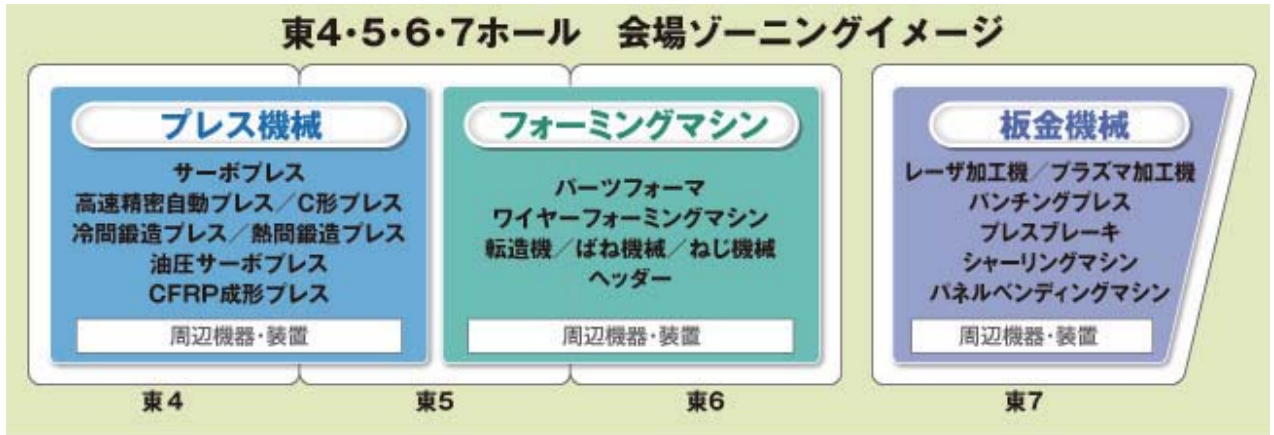 東4・5・6・7ホール　会場ゾーニングイメージ
プレス機械
サーボプレス
高速精密自動プレス／C形プレス
冷間鍛造プレス／熱間鍛造プレス
油圧サーボプレス
CFRP成形プレス
周辺機器・装置
フォーミングマシン
パーツフォーマ
ワイヤーフォーミングマシン
転造機／ばね機械／ねじ機械
ヘッダー
周辺機器・装置
板金機械
レーザ加工機／プラズマ加工機
パンチングプレス
プレスブレーキ
シャーリングマシン
パネルベンディングマシン
周辺機器・装置
東4
東5
東6
東7